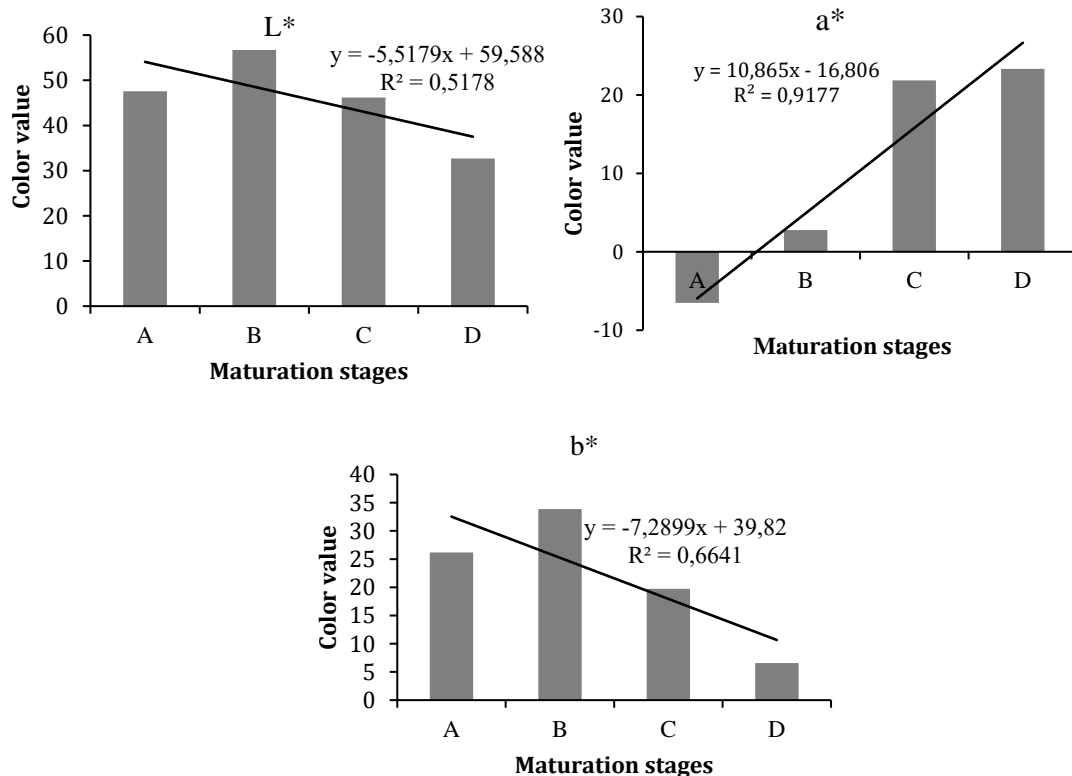 L*
60
50
40
30
20
10
0
Color value
y = -5,5179x + 59,588
R² = 0,5178
A B C D
Maturation stages
a*
30
20
10
0
-10
Color value
y = 10,865x - 16,806
R² = 0,9177
A B C D
Maturation stages
b*
40
35
30
25
20
15
10
5
0
Color value
y = -7,2899x + 39,82
R² = 0,6641
A B C D
Maturation stages